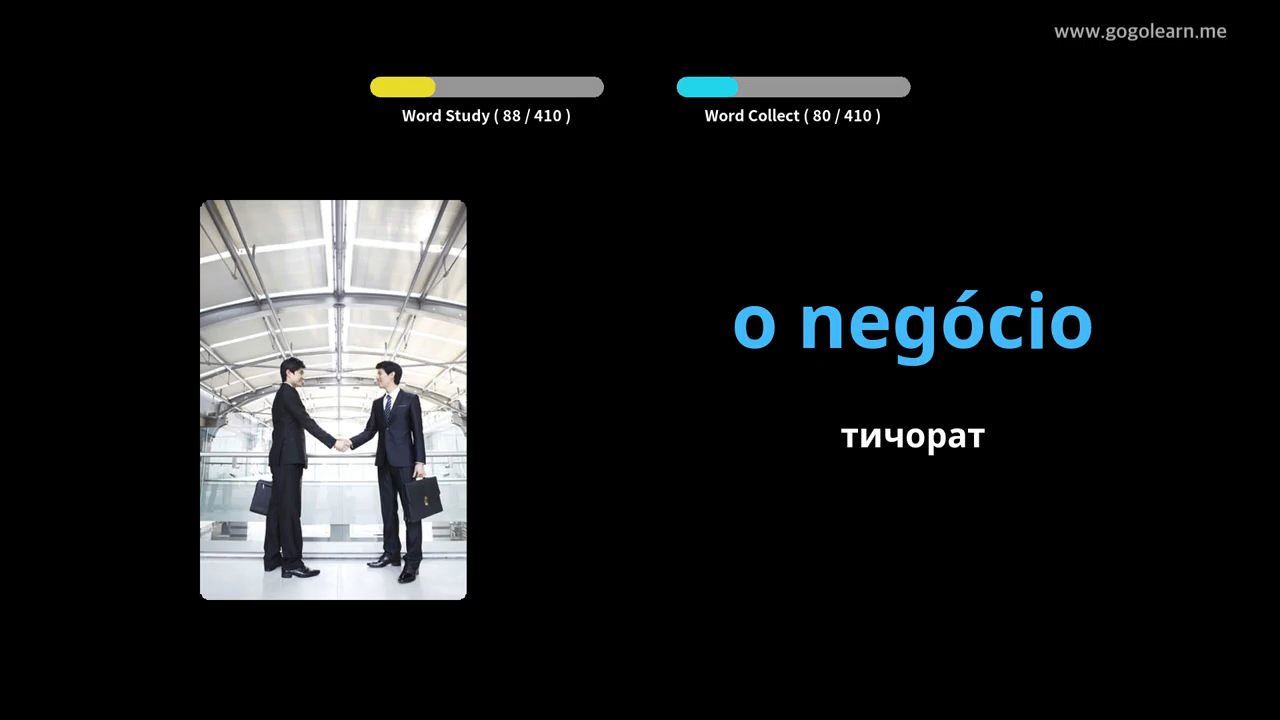 www.gogolearn.me
Word Study ( 88 / 410 )
Word Collect ( 80 / 410 )
o negócio
тичорат